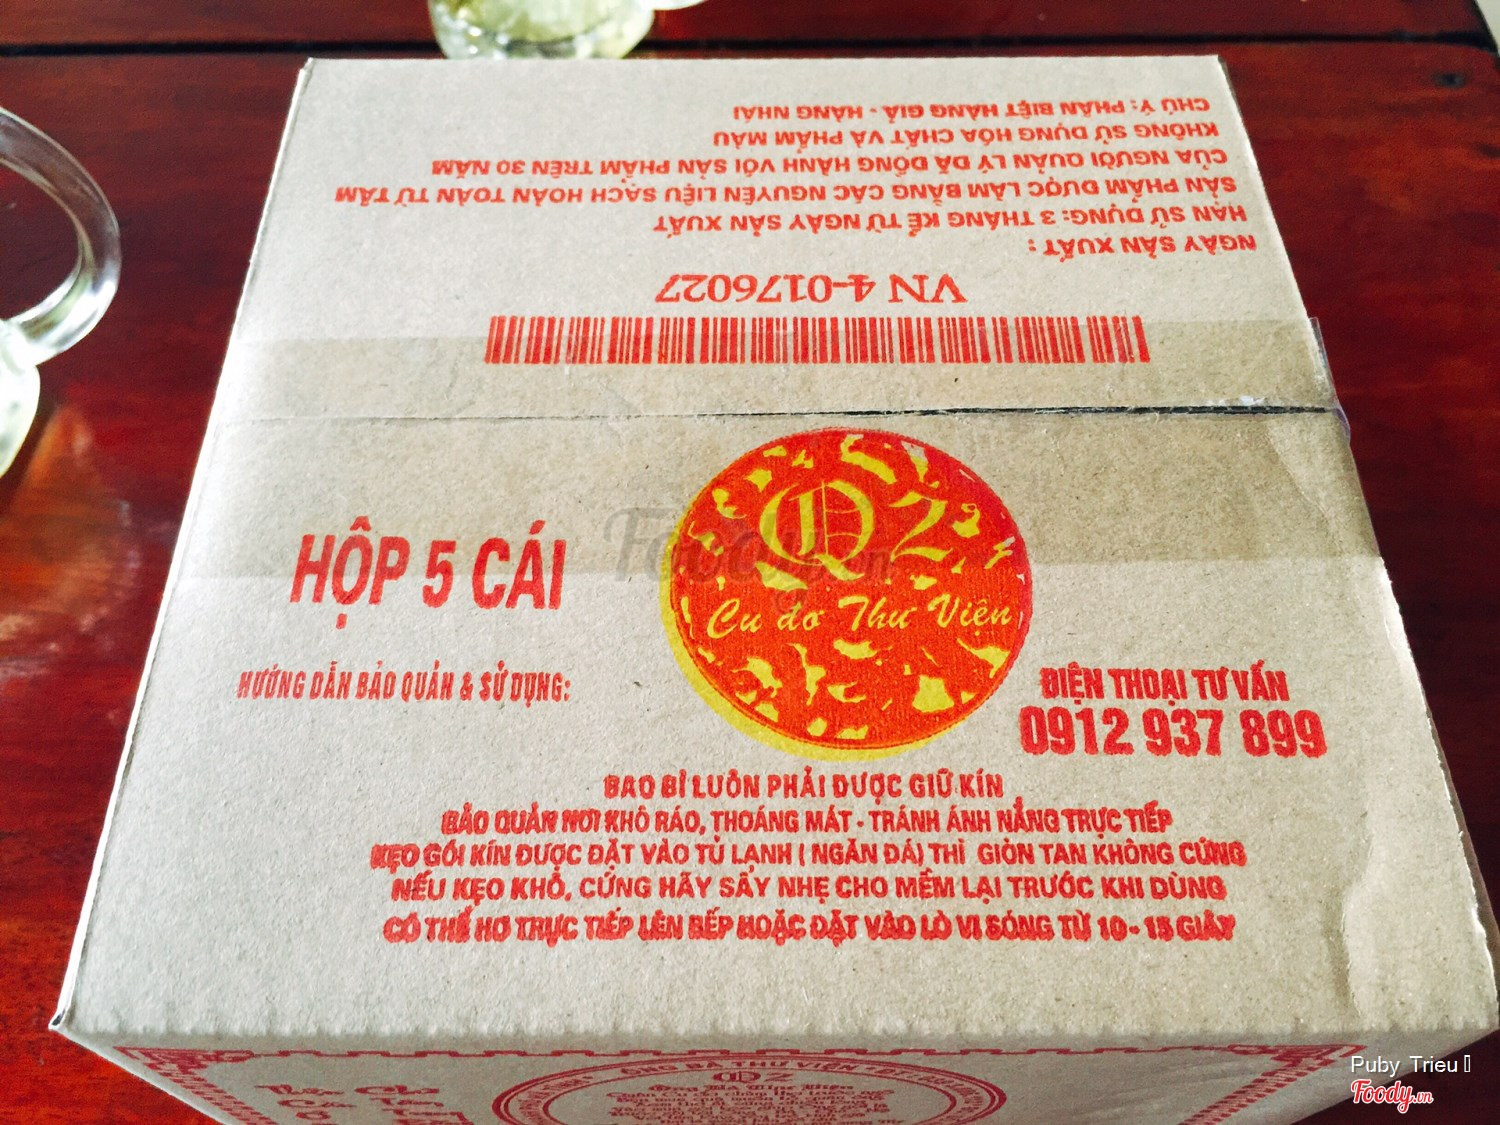 CHÚ Ý: PHÂN BIỆT HÀNG GIẢ - HÀNG NHÁI
KHÔNG SỬ DỤNG HÓA CHẤT VÀ PHẨM MÀU
CỦA NGƯỜI QUẢN LÝ ĐÃ ĐỒNG HÀNH VỚI SẢN PHẨM TRÊN 30 NĂM
SẢN PHẨM ĐƯỢC LÀM BẰNG CÁC NGUYÊN LIỆU SẠCH HOÀN TOÀN TỪ TÂM
HẠN SỬ DỤNG: 3 THÁNG KỂ TỪ NGÀY SẢN XUẤT
NGÀY SẢN XUẤT :
VN 4-0176027
Q2
Cu đơ Thư Viện
HỘP 5 CÁI
HƯỚNG DẪN BẢO QUẢN & SỬ DỤNG:
ĐIỆN THOẠI TƯ VẤN
0912 937 899
BAO BÌ LUÔN PHẢI ĐƯỢC GIỮ KÍN
BẢO QUẢN NƠI KHÔ RÁO, THOÁNG MÁT - TRÁNH ÁNH NẮNG TRỰC TIẾP
KẸO GÓI KÍN ĐƯỢC ĐẶT VÀO TỦ LẠNH ( NGĂN ĐÁ) THÌ GIÒN TAN KHÔNG CỨNG
NẾU KẸO KHÔ, CỨNG HÃY SẤY NHẸ CHO MỀM LẠI TRƯỚC KHI DÙNG
CÓ THỂ HƠ TRỰC TIẾP LÊN BẾP HOẶC ĐẶT VÀO LÒ VI SÓNG TỪ 10 - 15 GIÂY
Foody.vn
Puby Trieu
Foody.vn